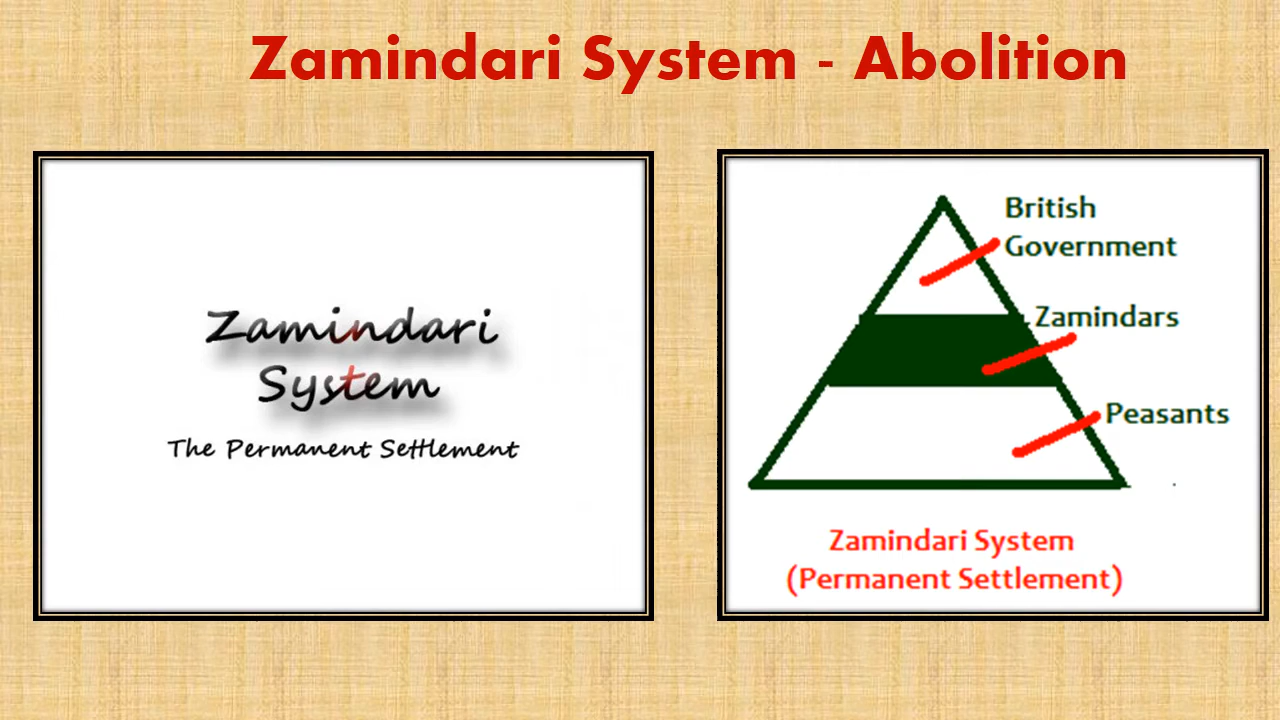 Zamindari System - Abolition
Zamindari
System
The Permanent Settlement
British
Government
Zamindars
Peasants
Zamindari System
(Permanent Settlement)